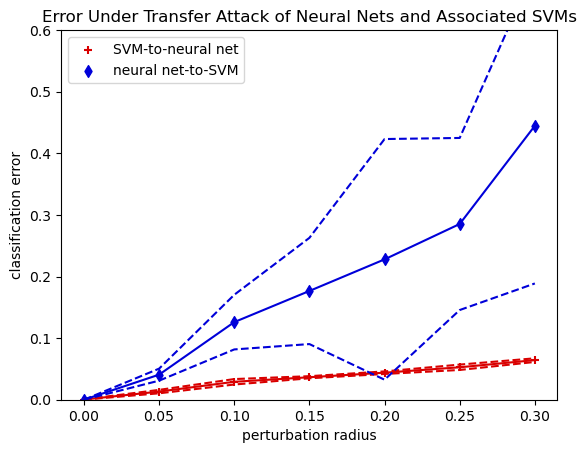 Error Under Transfer Attack of Neural Nets and Associated SVMs
SVM-to-neural net
neural net-to-SVM
classification error
0.6
0.5
0.4
0.3
0.2
0.1
0.0
0.00 0.05 0.10 0.15 0.20 0.25 0.30
perturbation radius